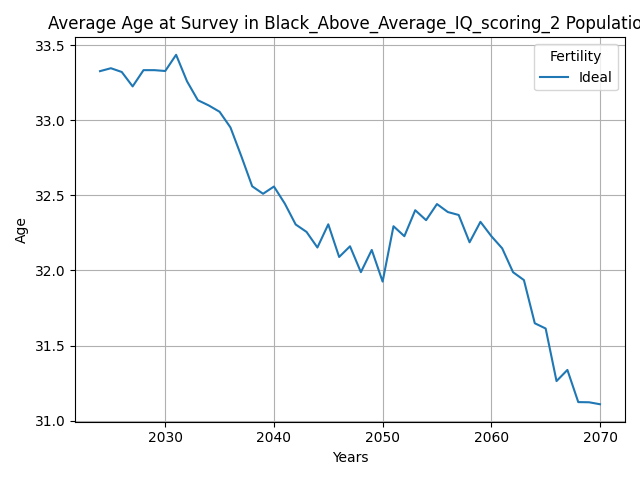 Average Age at Survey in Black_Above_Average_IQ_scoring_2 Populatio
Fertility
Ideal
33.5
33.0
32.5
32.0
31.5
31.0
Age
2030 2040 2050 2060 2070
Years